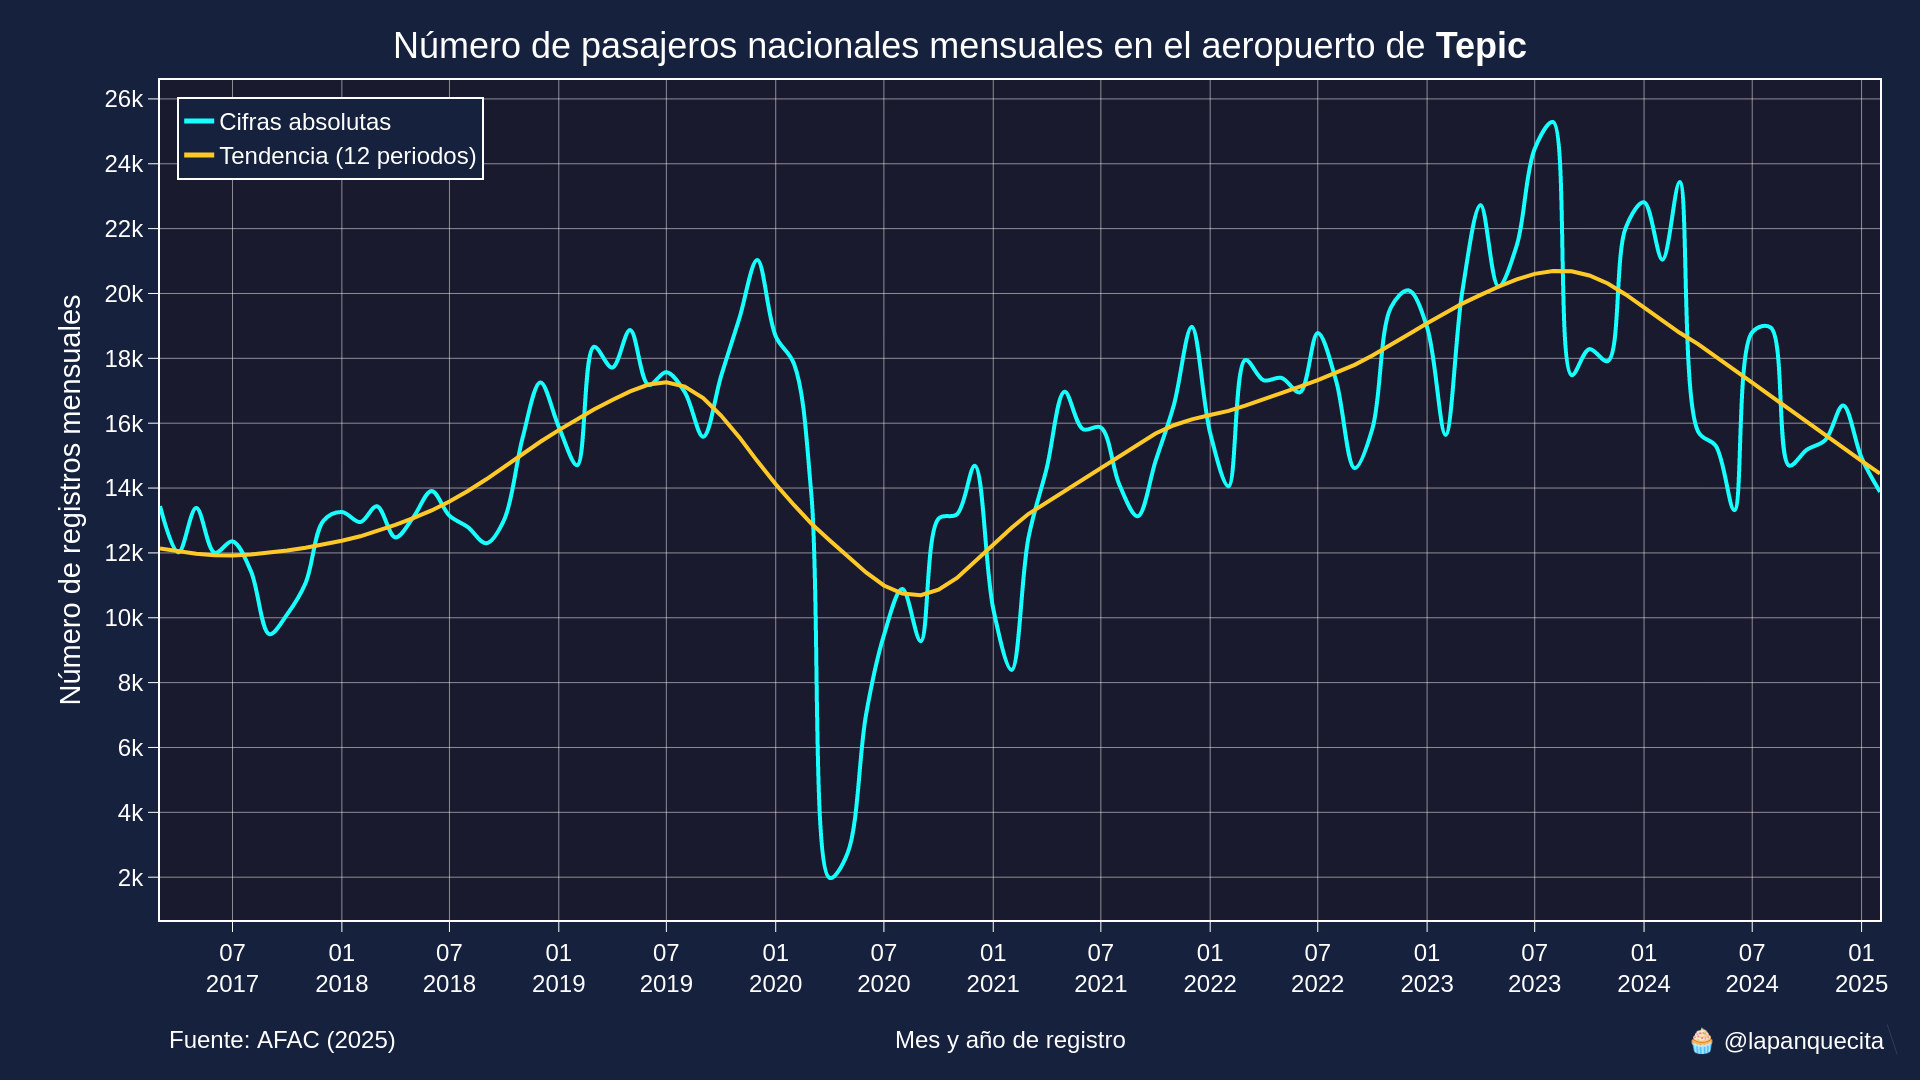 Número de pasajeros nacionales mensuales en el aeropuerto de Tepic
Cifras absolutas
Tendencia (12 periodos)
Número de registros mensuales
26k
24k
22k
20k
18k
16k
14k
12k
10k
8k
6k
4k
2k
07 01 07 01 07 01 07 01 07 01 07 01 07 01 07 01
2017 2018 2018 2019 2019 2020 2020 2021 2021 2022 2022 2023 2023 2024 2024 2025
Fuente: AFAC (2025)
Mes y año de registro
🧁 @lapanquecita